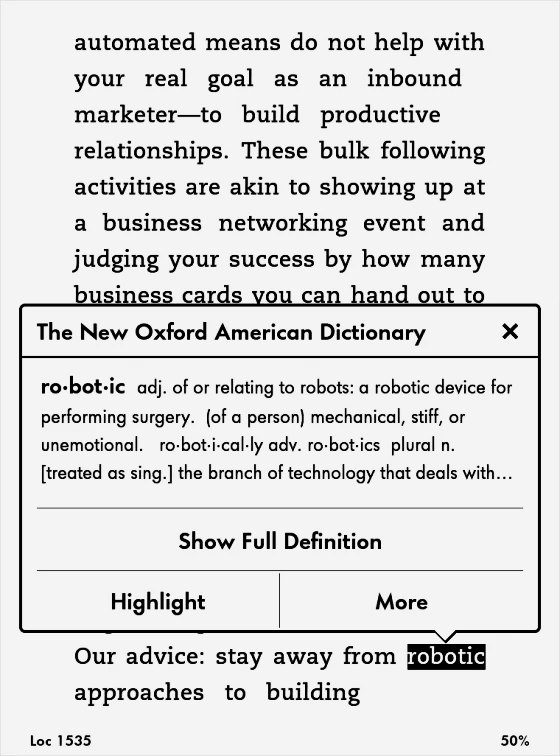 automated means do not help with
your real goal as an inbound
marketer—to build productive
relationships. These bulk following
activities are akin to showing up at
a business networking event and
judging your success by how many
business cards you can hand out to
The New Oxford American Dictionary ×
ro·bot·ic adj. of or relating to robots: a robotic device for
performing surgery. (of a person) mechanical, stiff, or
unemotional. ro·bot·i·cal·ly adv. ro·bot·ics plural n.
[treated as sing.] the branch of technology that deals with...
Show Full Definition
Highlight More
Our advice: stay away from robotic
approaches to building
Loc 1535 50%